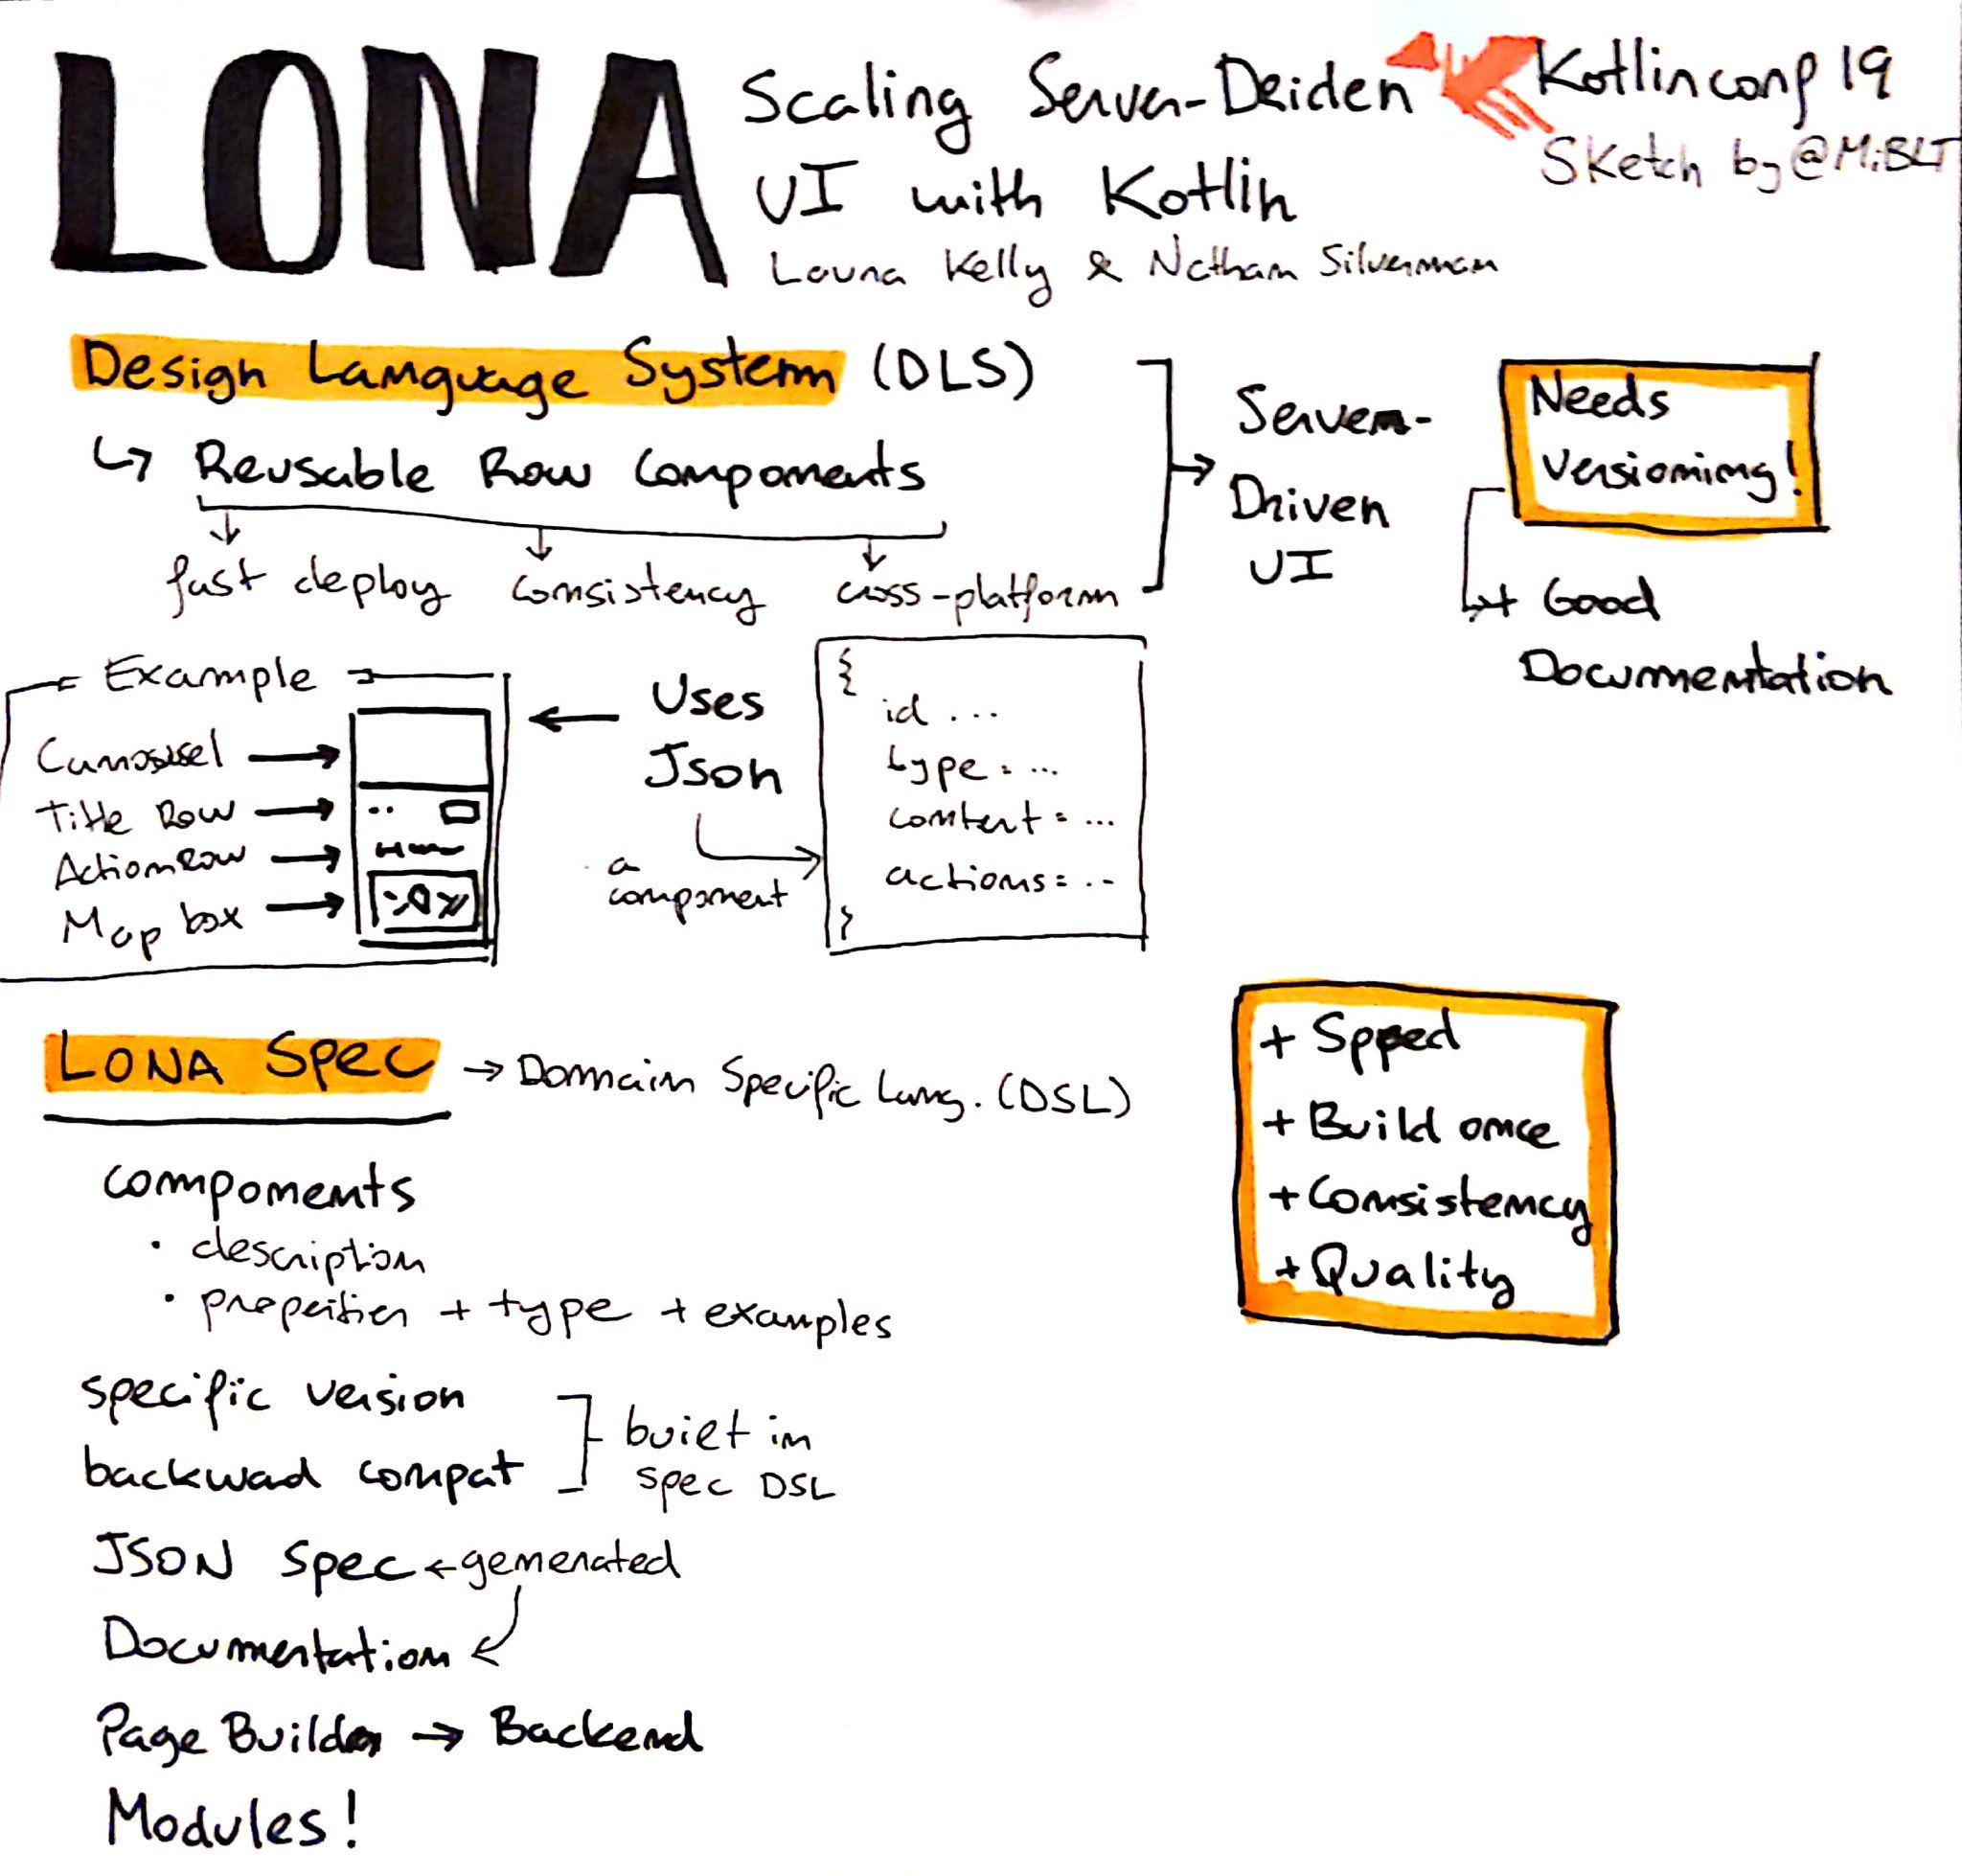 LONA
Scaling Server-Deiden
UI with Kotlin
Laura Kelly & Nathan Silverman
Kotlinconf 19
Sketch by @MiBLT
Design Language System (DLS)
↳ Reusable Row Components
fast deploy consistency cross-platform
Server-
Driven
UI
Needs
versioning!
Good
Documentation
Example
Carousel
Title Row
ActionRow
Map box
Uses
Json
a
component
{
id ...
type = ...
content = ...
actions = ..
}
LONA Spec → Domain Specific Lang. (DSL)
components
• description
• properties + type + examples
specific version
backwad compat
built in
spec DSL
JSON Spec ← generated
Documentation
Page Builder → Backend
Modules!
+ Spped
+ Build once
+ Consistency
+ Quality